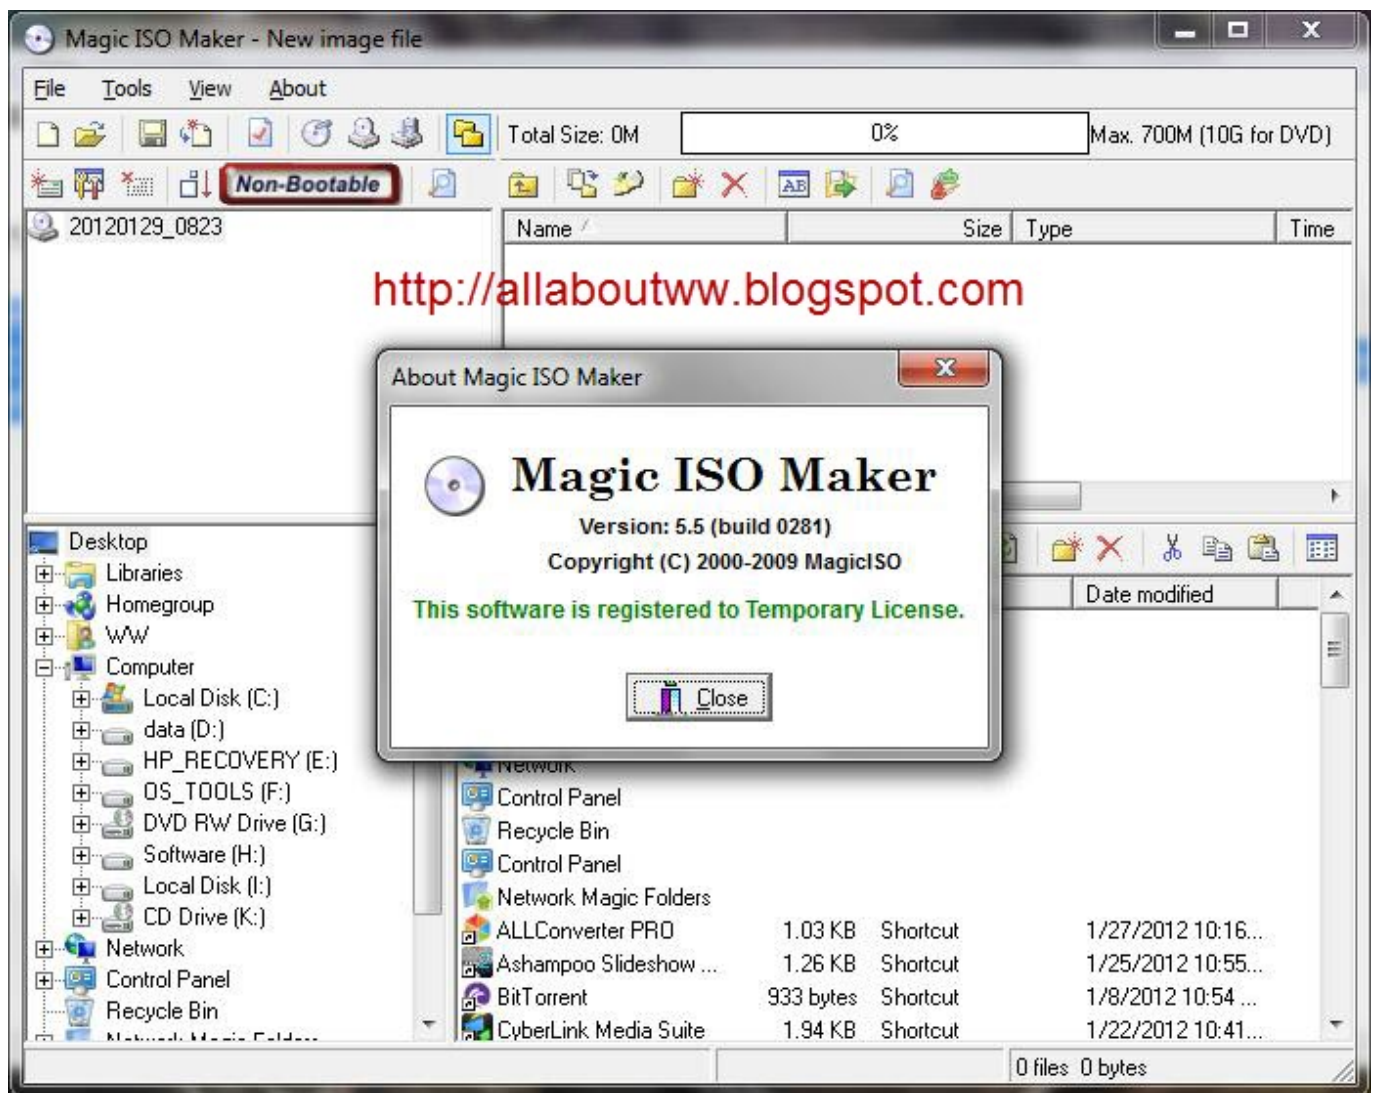 Magic ISO Maker - New image file
File Tools View About
Total Size: 0M 0% Max. 700M (10G for DVD)
Non-Bootable
AB
20120129_0823
Name Size Type Time
http://allaboutww.blogspot.com
About Magic ISO Maker
Magic ISO Maker
Version: 5.5 (build 0281)
Copyright (C) 2000-2009 MagicISO
This software is registered to Temporary License.
Close
Desktop
Libraries
Homegroup
WW
Computer
Local Disk (C:)
data (D:)
HP_RECOVERY (E:)
OS_TOOLS (F:)
DVD RW Drive (G:)
Software (H:)
Local Disk (I:)
CD Drive (K:)
Network
Control Panel
Recycle Bin
Network Magic Folders
Date modified
Network
Control Panel
Recycle Bin
Control Panel
Network Magic Folders
ALLConverter PRO 1.03 KB Shortcut 1/27/2012 10:16...
Ashampoo Slideshow ... 1.26 KB Shortcut 1/25/2012 10:55...
BitTorrent 933 bytes Shortcut 1/8/2012 10:54 ...
CyberLink Media Suite 1.94 KB Shortcut 1/22/2012 10:41...
0 files 0 bytes